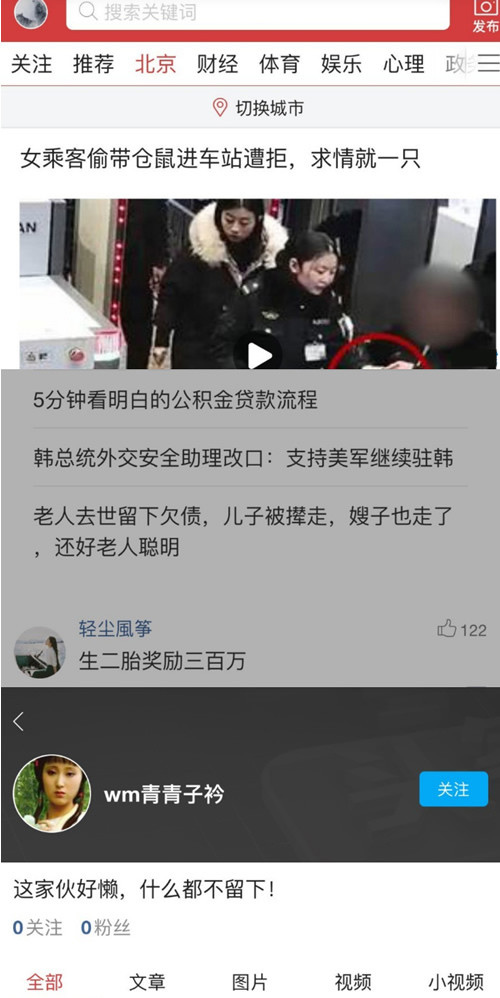 搜索关键词
发布
关注 推荐 北京 财经 体育 娱乐 心理
切换城市
女乘客偷带仓鼠进车站遭拒，求情就一只
AN
5分钟看明白的公积金贷款流程
韩总统外交安全助理改口：支持美军继续驻韩
老人去世留下欠债，儿子被撵走，嫂子也走了
，还好老人聪明
轻尘風筝
122
生二胎奖励三百万
wm青青子衿
关注
这家伙好懒，什么都不留下！
0关注 0粉丝
全部 文章 图片 视频 小视频